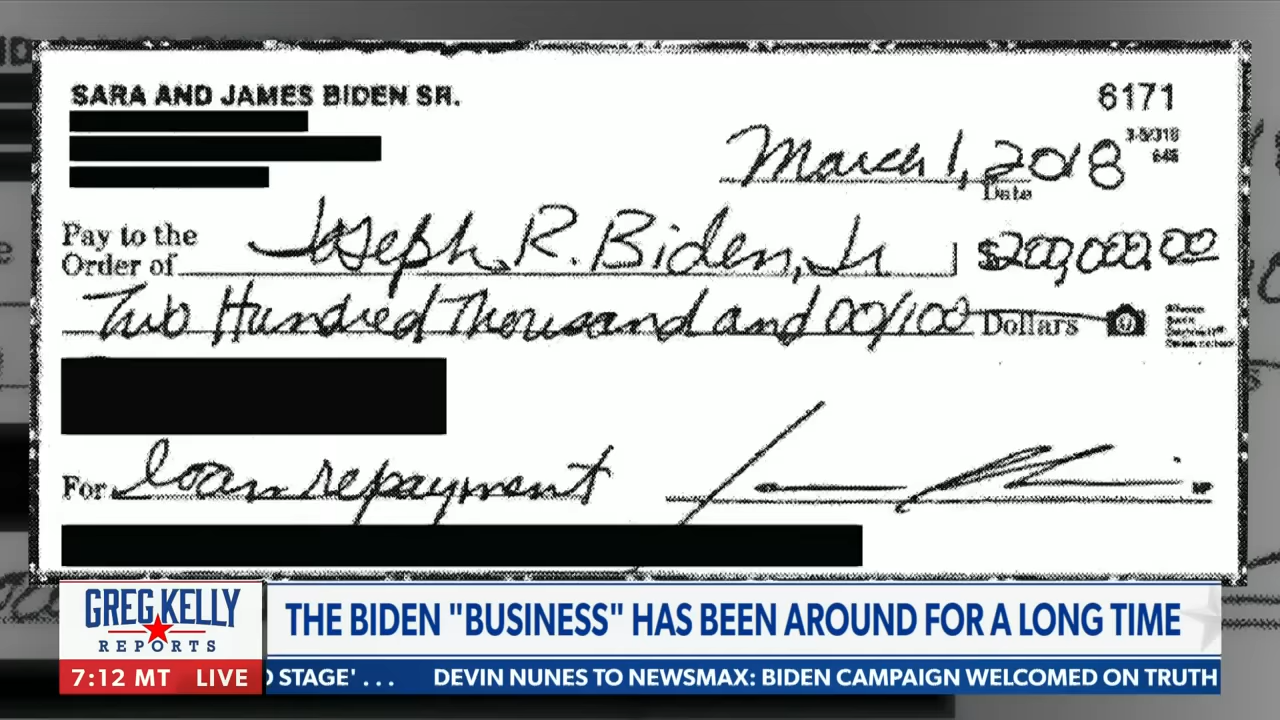 SARA AND JAMES BIDEN SR.
6171
March 1, 2018
Date
Pay to the
Order of
Joseph R. Biden, Jr
$200,000.00
Two Hundred Thousand and 00/100 Dollars
For loan repayment
GREG KELLY
REPORTS
THE BIDEN "BUSINESS" HAS BEEN AROUND FOR A LONG TIME
7:12 MT LIVE
STAGE' . . . DEVIN NUNES TO NEWSMAX: BIDEN CAMPAIGN WELCOMED ON TRUTH